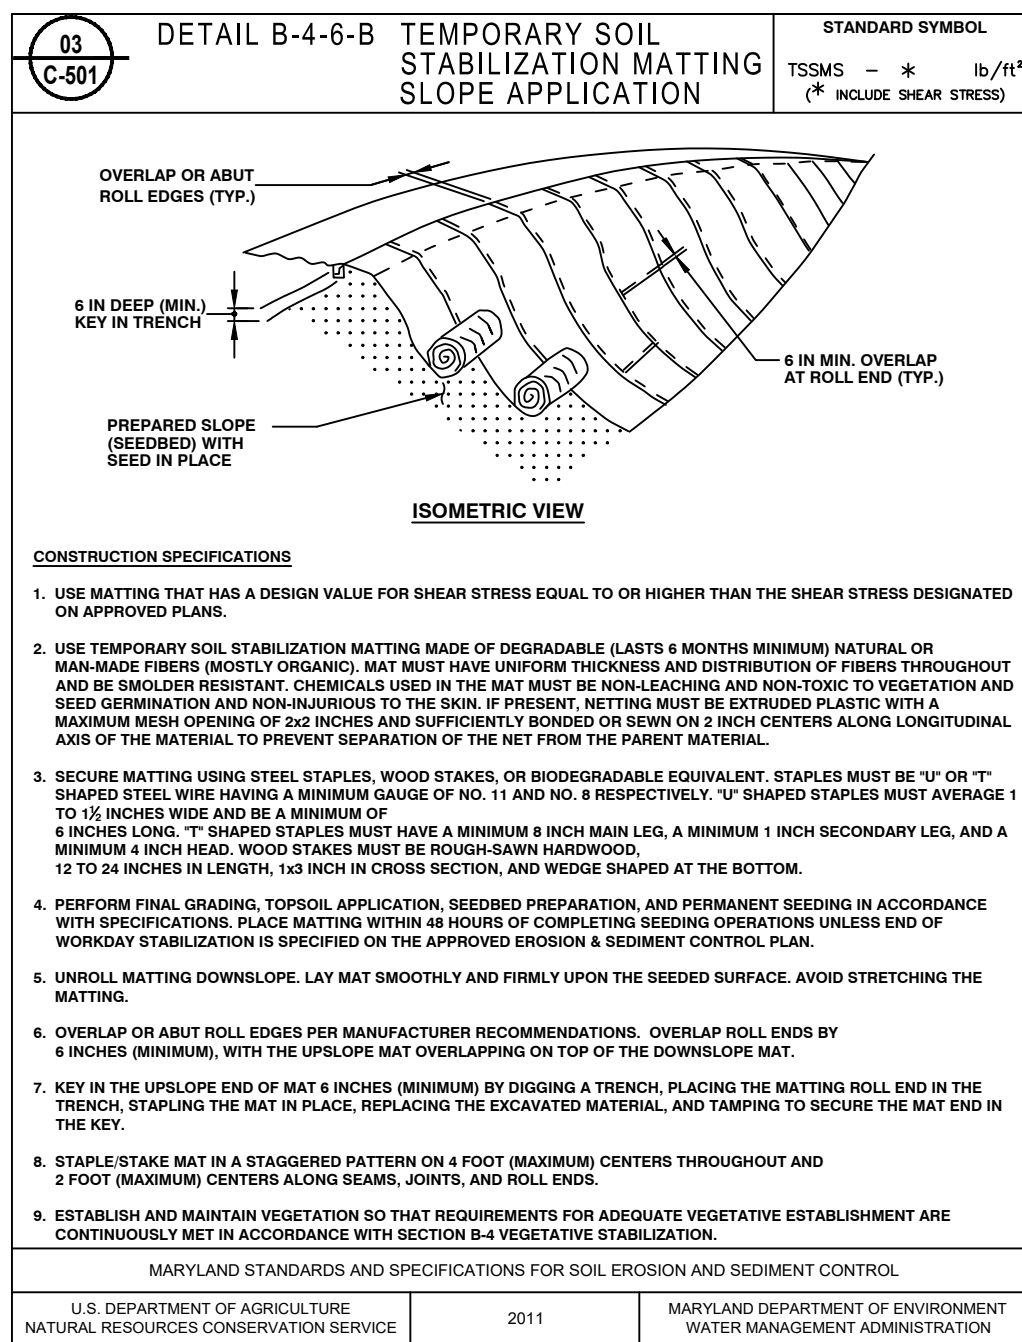 03
C-501
DETAIL B-4-6-B TEMPORARY SOIL
STABILIZATION MATTING
SLOPE APPLICATION
STANDARD SYMBOL
TSSMS – * lb/ft²
(* INCLUDE SHEAR STRESS)
OVERLAP OR ABUT
ROLL EDGES (TYP.)
6 IN DEEP (MIN.)
KEY IN TRENCH
6 IN MIN. OVERLAP
AT ROLL END (TYP.)
PREPARED SLOPE
(SEEDBED) WITH
SEED IN PLACE
ISOMETRIC VIEW
CONSTRUCTION SPECIFICATIONS
1. USE MATTING THAT HAS A DESIGN VALUE FOR SHEAR STRESS EQUAL TO OR HIGHER THAN THE SHEAR STRESS DESIGNATED
ON APPROVED PLANS.
2. USE TEMPORARY SOIL STABILIZATION MATTING MADE OF DEGRADABLE (LASTS 6 MONTHS MINIMUM) NATURAL OR
MAN-MADE FIBERS (MOSTLY ORGANIC). MAT MUST HAVE UNIFORM THICKNESS AND DISTRIBUTION OF FIBERS THROUGHOUT
AND BE SMOLDER RESISTANT. CHEMICALS USED IN THE MAT MUST BE NON-LEACHING AND NON-TOXIC TO VEGETATION AND
SEED GERMINATION AND NON-INJURIOUS TO THE SKIN. IF PRESENT, NETTING MUST BE EXTRUDED PLASTIC WITH A
MAXIMUM MESH OPENING OF 2x2 INCHES AND SUFFICIENTLY BONDED OR SEWN ON 2 INCH CENTERS ALONG LONGITUDINAL
AXIS OF THE MATERIAL TO PREVENT SEPARATION OF THE NET FROM THE PARENT MATERIAL.
3. SECURE MATTING USING STEEL STAPLES, WOOD STAKES, OR BIODEGRADABLE EQUIVALENT. STAPLES MUST BE "U" OR "T"
SHAPED STEEL WIRE HAVING A MINIMUM GAUGE OF NO. 11 AND NO. 8 RESPECTIVELY. "U" SHAPED STAPLES MUST AVERAGE 1
TO 1½ INCHES WIDE AND BE A MINIMUM OF
6 INCHES LONG. "T" SHAPED STAPLES MUST HAVE A MINIMUM 8 INCH MAIN LEG, A MINIMUM 1 INCH SECONDARY LEG, AND A
MINIMUM 4 INCH HEAD. WOOD STAKES MUST BE ROUGH-SAWN HARDWOOD,
12 TO 24 INCHES IN LENGTH, 1x3 INCH IN CROSS SECTION, AND WEDGE SHAPED AT THE BOTTOM.
4. PERFORM FINAL GRADING, TOPSOIL APPLICATION, SEEDBED PREPARATION, AND PERMANENT SEEDING IN ACCORDANCE
WITH SPECIFICATIONS. PLACE MATTING WITHIN 48 HOURS OF COMPLETING SEEDING OPERATIONS UNLESS END OF
WORKDAY STABILIZATION IS SPECIFIED ON THE APPROVED EROSION & SEDIMENT CONTROL PLAN.
5. UNROLL MATTING DOWNSLOPE. LAY MAT SMOOTHLY AND FIRMLY UPON THE SEEDED SURFACE. AVOID STRETCHING THE
MATTING.
6. OVERLAP OR ABUT ROLL EDGES PER MANUFACTURER RECOMMENDATIONS. OVERLAP ROLL ENDS BY
6 INCHES (MINIMUM), WITH THE UPSLOPE MAT OVERLAPPING ON TOP OF THE DOWNSLOPE MAT.
7. KEY IN THE UPSLOPE END OF MAT 6 INCHES (MINIMUM) BY DIGGING A TRENCH, PLACING THE MATTING ROLL END IN THE
TRENCH, STAPLING THE MAT IN PLACE, REPLACING THE EXCAVATED MATERIAL, AND TAMPING TO SECURE THE MAT END IN
THE KEY.
8. STAPLE/STAKE MAT IN A STAGGERED PATTERN ON 4 FOOT (MAXIMUM) CENTERS THROUGHOUT AND
2 FOOT (MAXIMUM) CENTERS ALONG SEAMS, JOINTS, AND ROLL ENDS.
9. ESTABLISH AND MAINTAIN VEGETATION SO THAT REQUIREMENTS FOR ADEQUATE VEGETATIVE ESTABLISHMENT ARE
CONTINUOUSLY MET IN ACCORDANCE WITH SECTION B-4 VEGETATIVE STABILIZATION.
MARYLAND STANDARDS AND SPECIFICATIONS FOR SOIL EROSION AND SEDIMENT CONTROL
U.S. DEPARTMENT OF AGRICULTURE
NATURAL RESOURCES CONSERVATION SERVICE
2011
MARYLAND DEPARTMENT OF ENVIRONMENT
WATER MANAGEMENT ADMINISTRATION